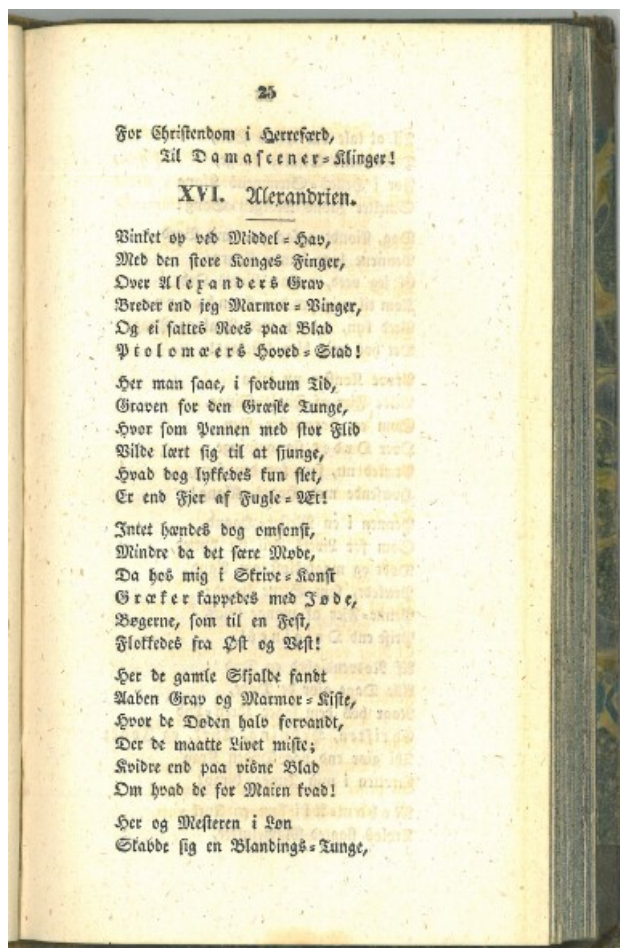 25
For Christendom i Herrefærd,
Til Damascener-Klinger!
XVI. Alexandrien.
Vinket op ved Middel-Hav,
Med den store Konges Finger,
Over Alexanders Grav
Breder end jeg Marmor-Vinger,
Og ei fattes Roes paa Blad
Ptolomæers Hoved-Stad!
Her man saae, i fordum Tid,
Graven for den Græske Tunge,
Hvor som Pennen med stor Flid
Vilde lært sig til at sjunge,
Hvad dog lykkedes kun slet,
Er end Fjer af Fugle-Æt!
Intet hændes dog omsonst,
Mindre da det sære Møde,
Da hos mig i Skrive-Konst
Græker kappedes med Jøde,
Bøgerne, som til en Fest,
Flokkedes fra Øst og Vest!
Her de gamle Skjalde fandt
Aaben Grav og Marmor-Kiste,
Hvor de Døden halv forvandt,
Der de maatte Livet miste;
Kvidre end paa visne Blad
Om hvad de for Maien kvad!
Her og Mesteren i Løn
Skabde sig en Blandings-Tunge,